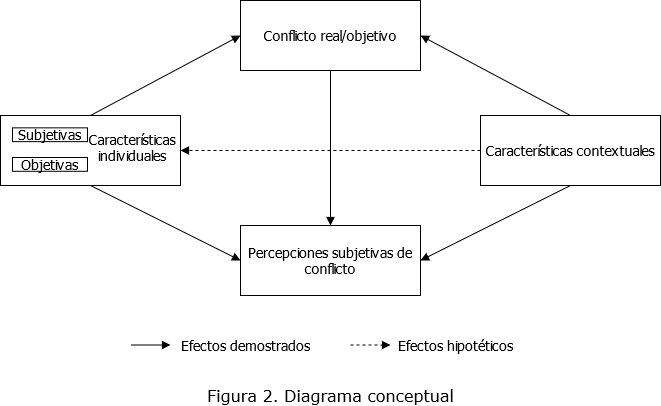 Conflicto real/objetivo
Subjetivas
Objetivas
Características
individuales
Características contextuales
Percepciones subjetivas de
conflicto
Efectos demostrados
Efectos hipotéticos
Figura 2. Diagrama conceptual